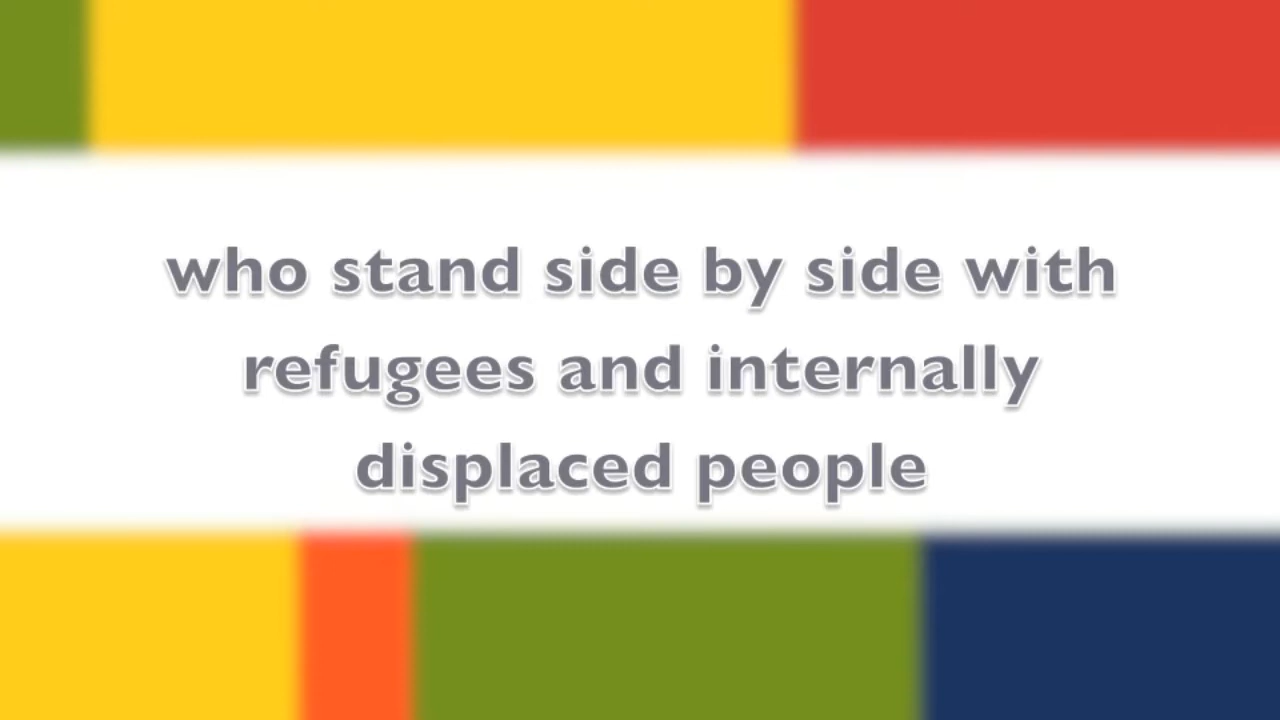 who stand side by side with
refugees and internally
displaced people